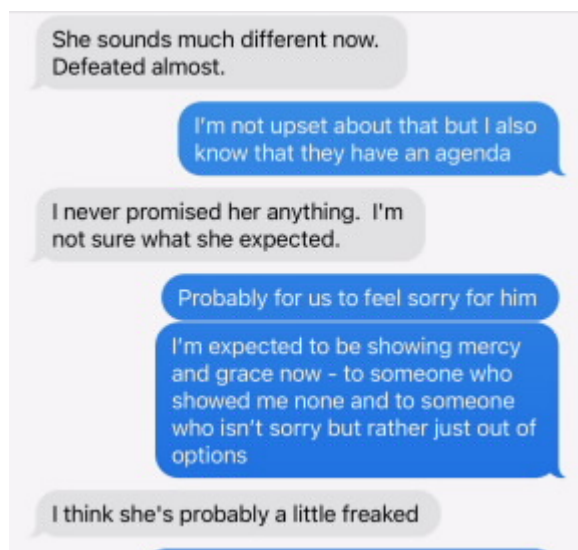 She sounds much different now.
Defeated almost.
I'm not upset about that but I also
know that they have an agenda
I never promised her anything.  I'm
not sure what she expected.
Probably for us to feel sorry for him
I'm expected to be showing mercy
and grace now - to someone who
showed me none and to someone
who isn't sorry but rather just out of
options
I think she's probably a little freaked